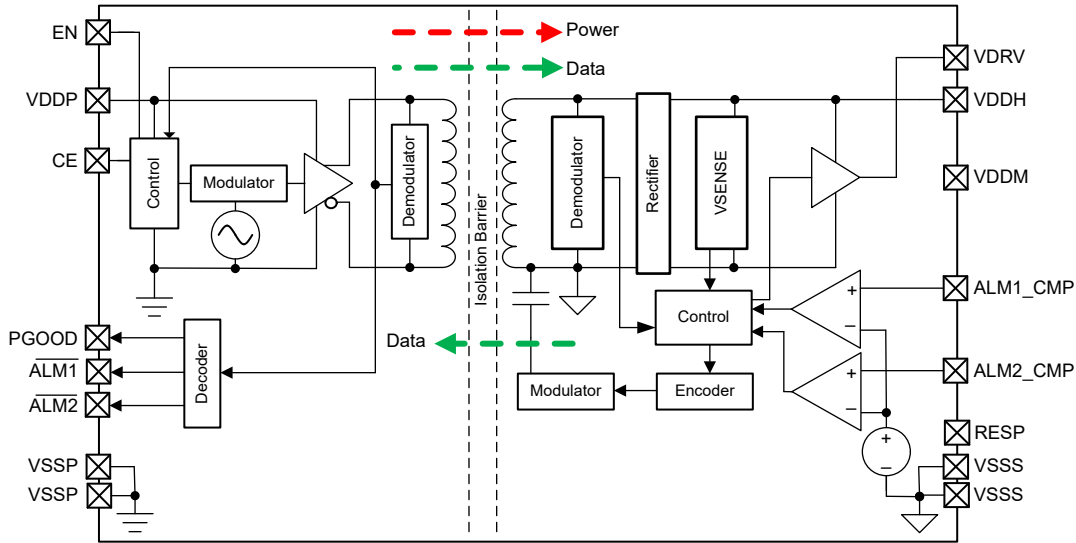 EN
VDDP
CE
Control
Modulator
Demodulator
Power
Data
Isolation Barrier
Demodulator
Rectifier
VSENSE
VDRV
VDDH
VDDM
ALM1_CMP
ALM2_CMP
RESP
VSSS
VSSS
Control
+
−
+
−
+
−
Data
Modulator
Encoder
PGOOD
ALM1
ALM2
Decoder
VSSP
VSSP